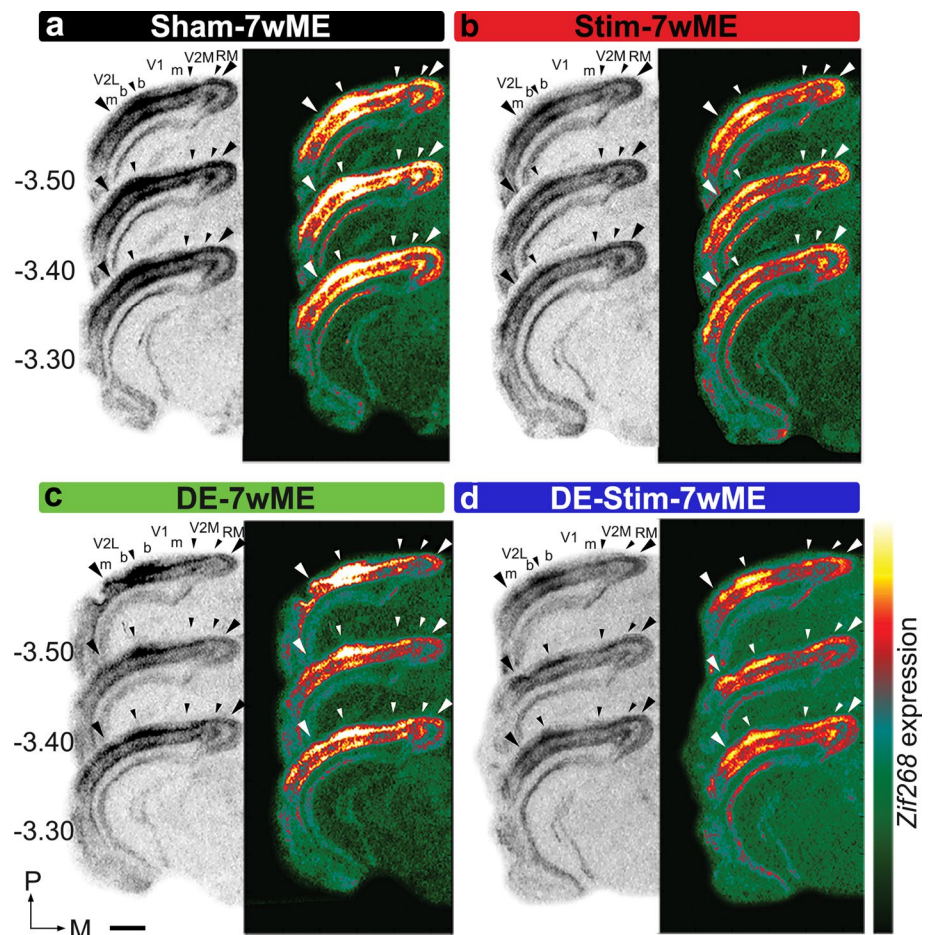 a Sham-7wME
b Stim-7wME
V2L m b V1 b m V2M RM
V2L m b V1 b m V2M RM
-3.50
-3.40
-3.30
c DE-7wME
d DE-Stim-7wME
V2L m b V1 b m V2M RM
V2L m b V1 b m V2M RM
-3.50
-3.40
-3.30
Zif268 expression
P
M